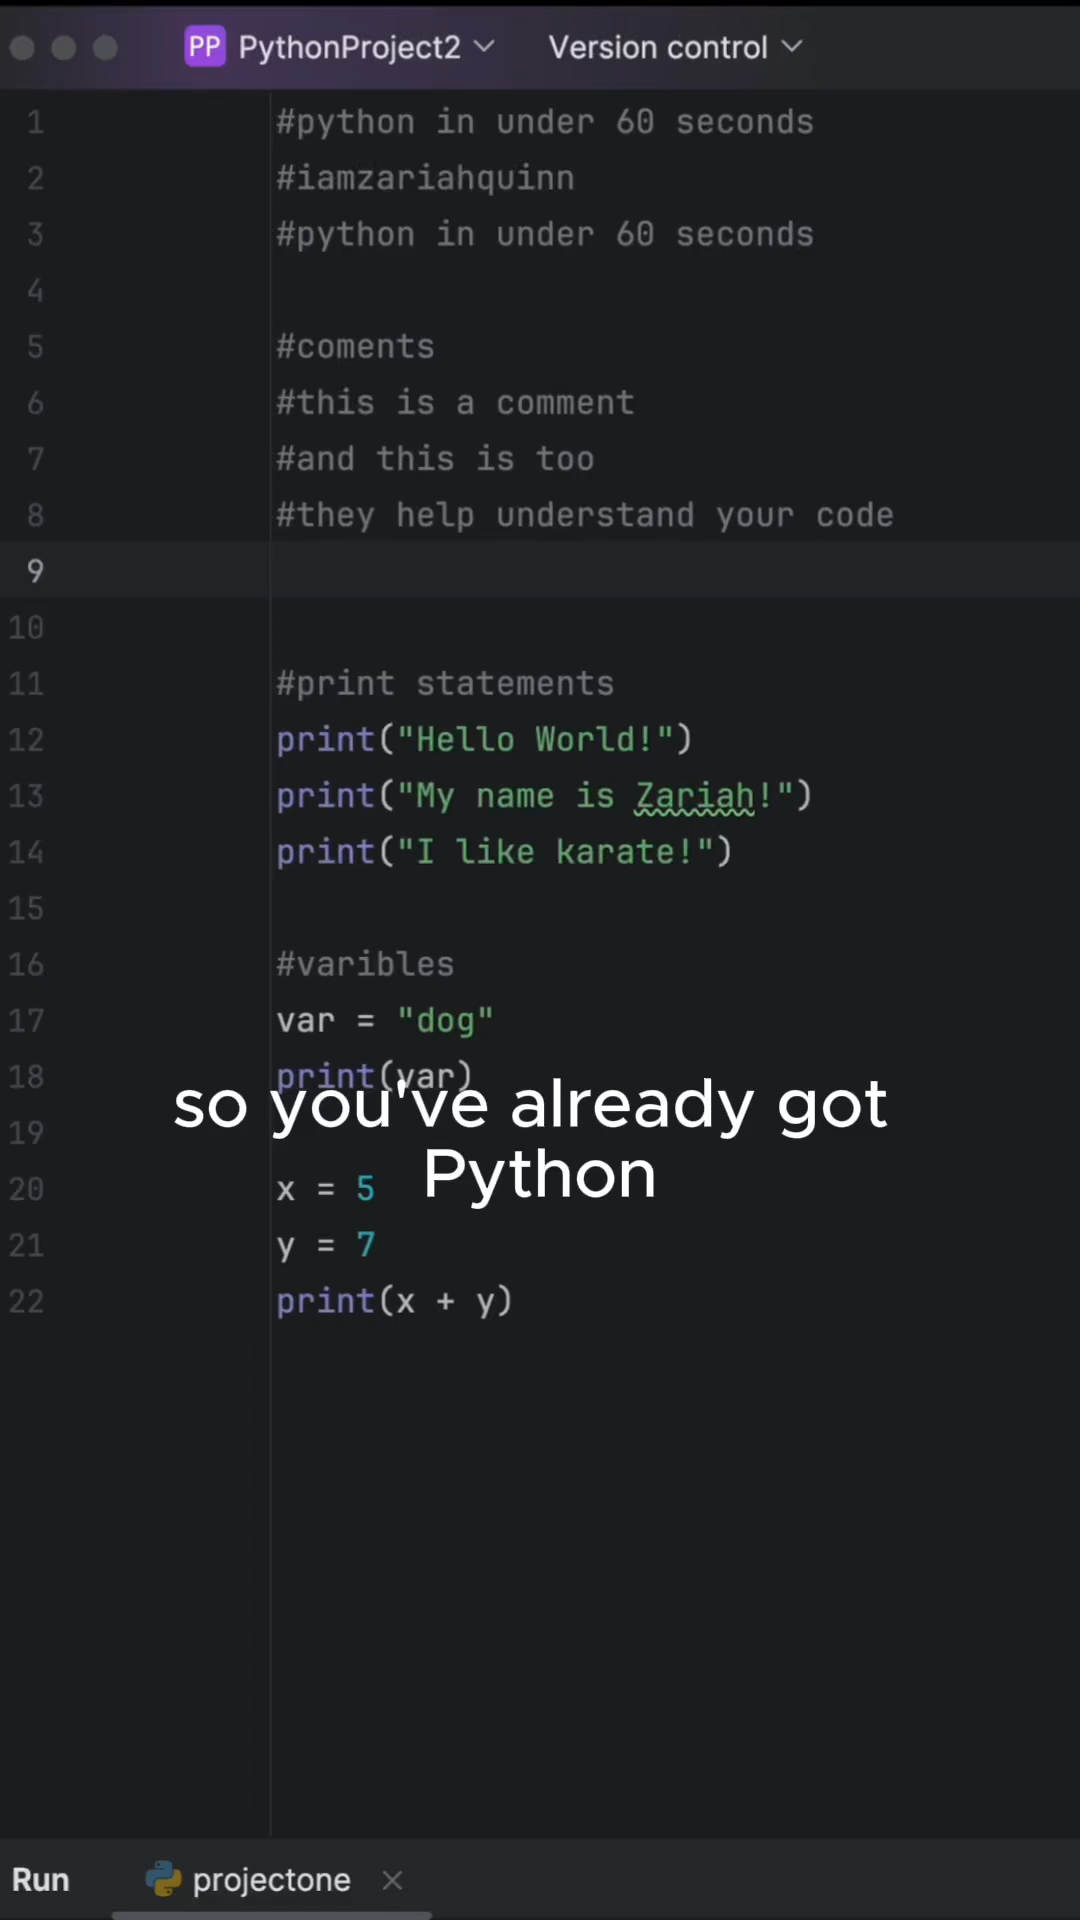 PP PythonProject2 Version control
1 #python in under 60 seconds
2 #iamzariahquinn
3 #python in under 60 seconds
4
5 #coments
6 #this is a comment
7 #and this is too
8 #they help understand your code
9
10
11 #print statements
12 print("Hello World!")
13 print("My name is Zariah!")
14 print("I like karate!")
15
16 #varibles
17 var = "dog"
18 print(var)
so you've already got
Python
19
20 x = 5
21 y = 7
22 print(x + y)
Run projectone